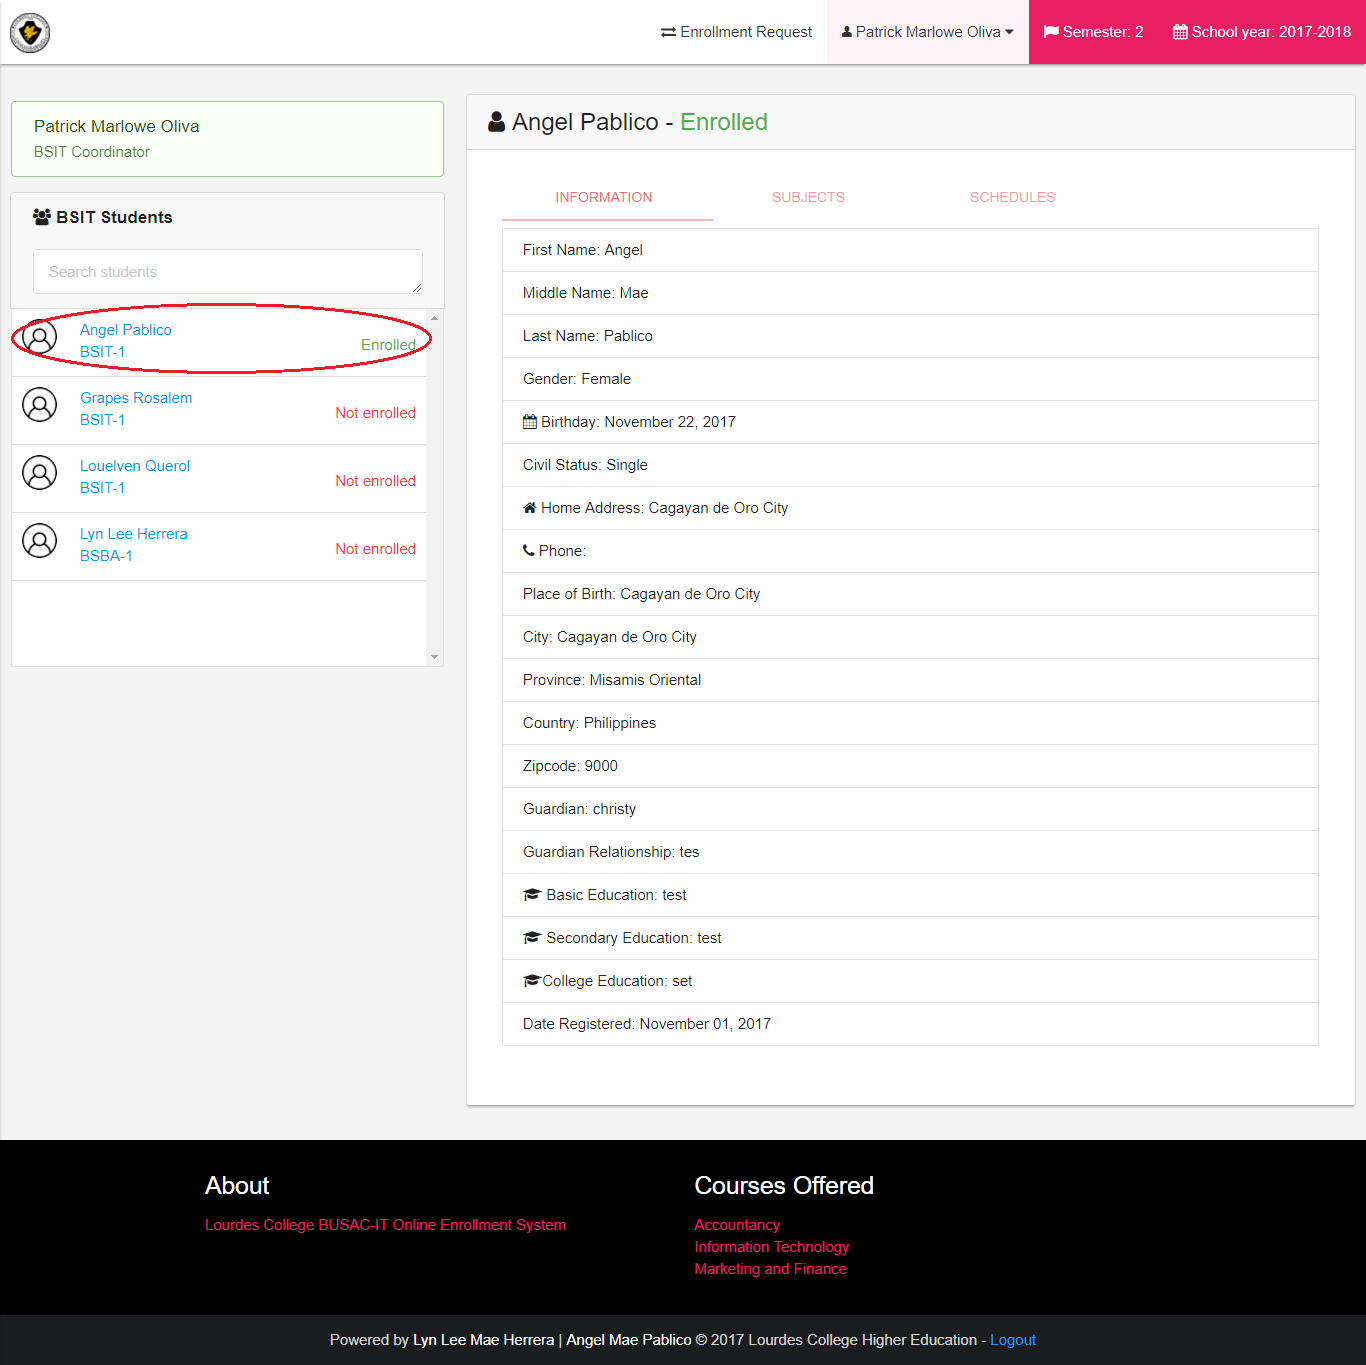 Enrollment Request
Patrick Marlowe Oliva
Semester: 2
School year: 2017-2018
Patrick Marlowe Oliva
BSIT Coordinator
BSIT Students
Search students
Angel Pablico
BSIT-1
Enrolled
Grapes Rosalem
BSIT-1
Not enrolled
Louelven Querol
BSIT-1
Not enrolled
Lyn Lee Herrera
BSBA-1
Not enrolled
Angel Pablico - Enrolled
INFORMATION
SUBJECTS
SCHEDULES
First Name: Angel
Middle Name: Mae
Last Name: Pablico
Gender: Female
Birthday: November 22, 2017
Civil Status: Single
Home Address: Cagayan de Oro City
Phone:
Place of Birth: Cagayan de Oro City
City: Cagayan de Oro City
Province: Misamis Oriental
Country: Philippines
Zipcode: 9000
Guardian: christy
Guardian Relationship: tes
Basic Education: test
Secondary Education: test
College Education: set
Date Registered: November 01, 2017
About
Lourdes College BUSAC-IT Online Enrollment System
Courses Offered
Accountancy
Information Technology
Marketing and Finance
Powered by Lyn Lee Mae Herrera | Angel Mae Pablico © 2017 Lourdes College Higher Education - Logout